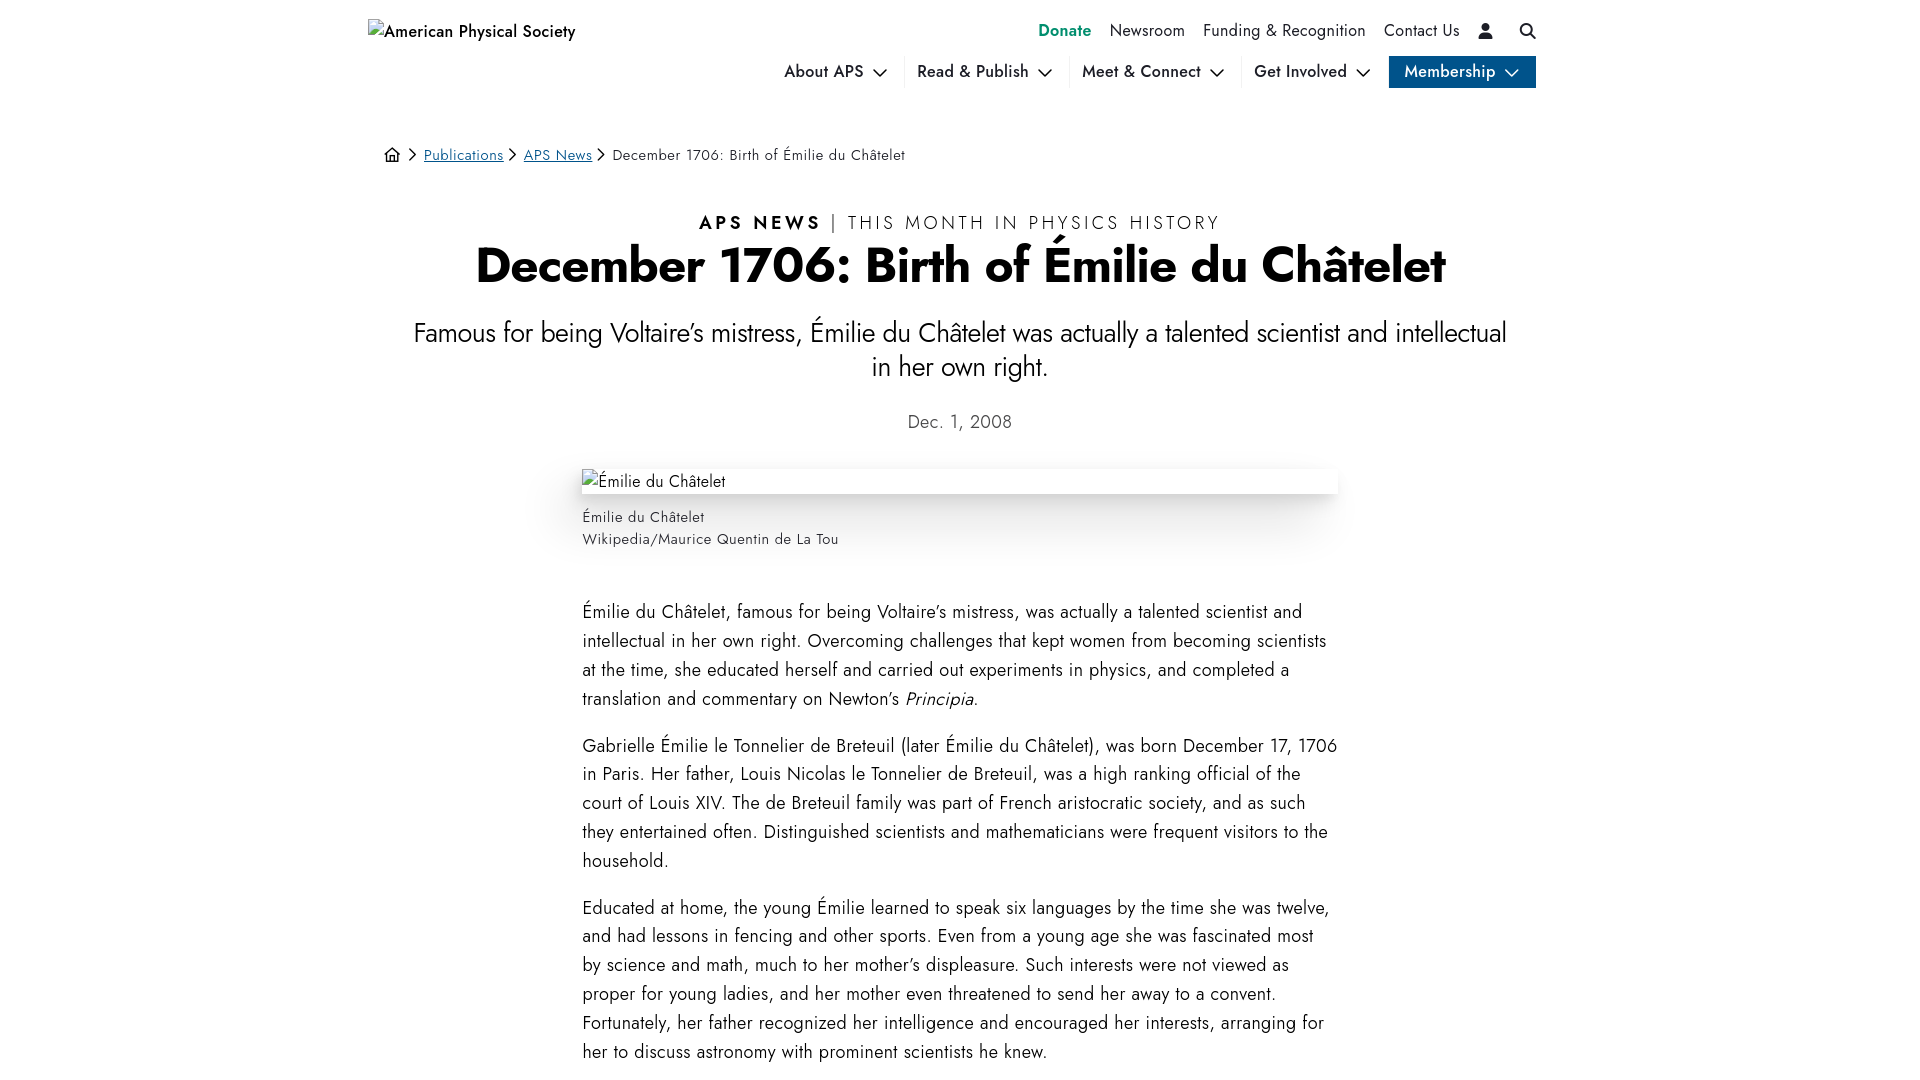 American Physical Society
Donate Newsroom Funding & Recognition Contact Us
About APS Read & Publish Meet & Connect Get Involved Membership
Publications APS News December 1706: Birth of Émilie du Châtelet
APS NEWS | THIS MONTH IN PHYSICS HISTORY
December 1706: Birth of Émilie du Châtelet
Famous for being Voltaire’s mistress, Émilie du Châtelet was actually a talented scientist and intellectual
in her own right.
Dec. 1, 2008
Émilie du Châtelet
Émilie du Châtelet
Wikipedia/Maurice Quentin de La Tou
Émilie du Châtelet, famous for being Voltaire’s mistress, was actually a talented scientist and
intellectual in her own right. Overcoming challenges that kept women from becoming scientists
at the time, she educated herself and carried out experiments in physics, and completed a
translation and commentary on Newton’s Principia.
Gabrielle Émilie le Tonnelier de Breteuil (later Émilie du Châtelet), was born December 17, 1706
in Paris. Her father, Louis Nicolas le Tonnelier de Breteuil, was a high ranking official of the
court of Louis XIV. The de Breteuil family was part of French aristocratic society, and as such
they entertained often. Distinguished scientists and mathematicians were frequent visitors to the
household.
Educated at home, the young Émilie learned to speak six languages by the time she was twelve,
and had lessons in fencing and other sports. Even from a young age she was fascinated most
by science and math, much to her mother’s displeasure. Such interests were not viewed as
proper for young ladies, and her mother even threatened to send her away to a convent.
Fortunately, her father recognized her intelligence and encouraged her interests, arranging for
her to discuss astronomy with prominent scientists he knew.